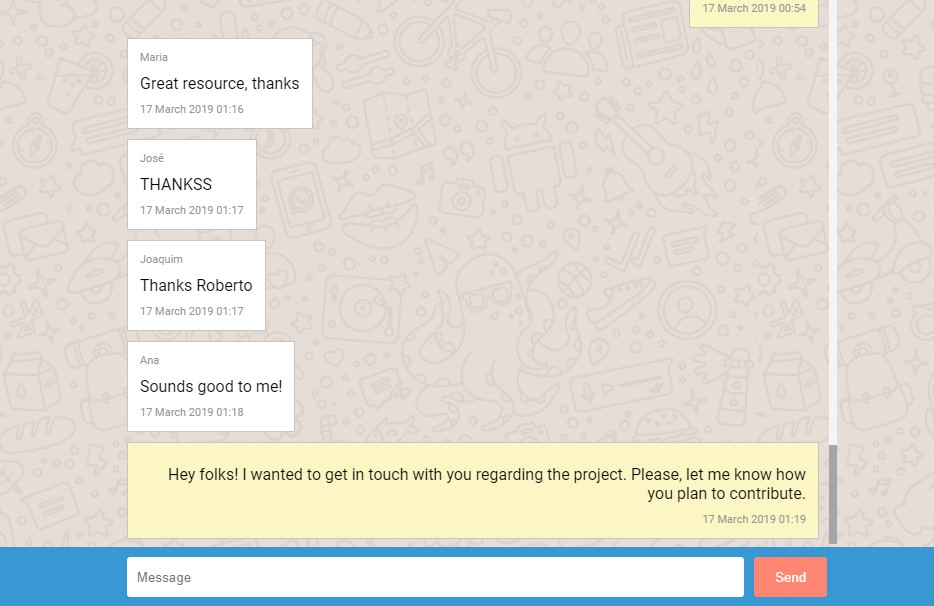 17 March 2019 00:54
Maria
Great resource, thanks
17 March 2019 01:16
José
THANKSS
17 March 2019 01:17
Joaquim
Thanks Roberto
17 March 2019 01:17
Ana
Sounds good to me!
17 March 2019 01:18
Hey folks! I wanted to get in touch with you regarding the project. Please, let me know how
you plan to contribute.
17 March 2019 01:19
Message
Send